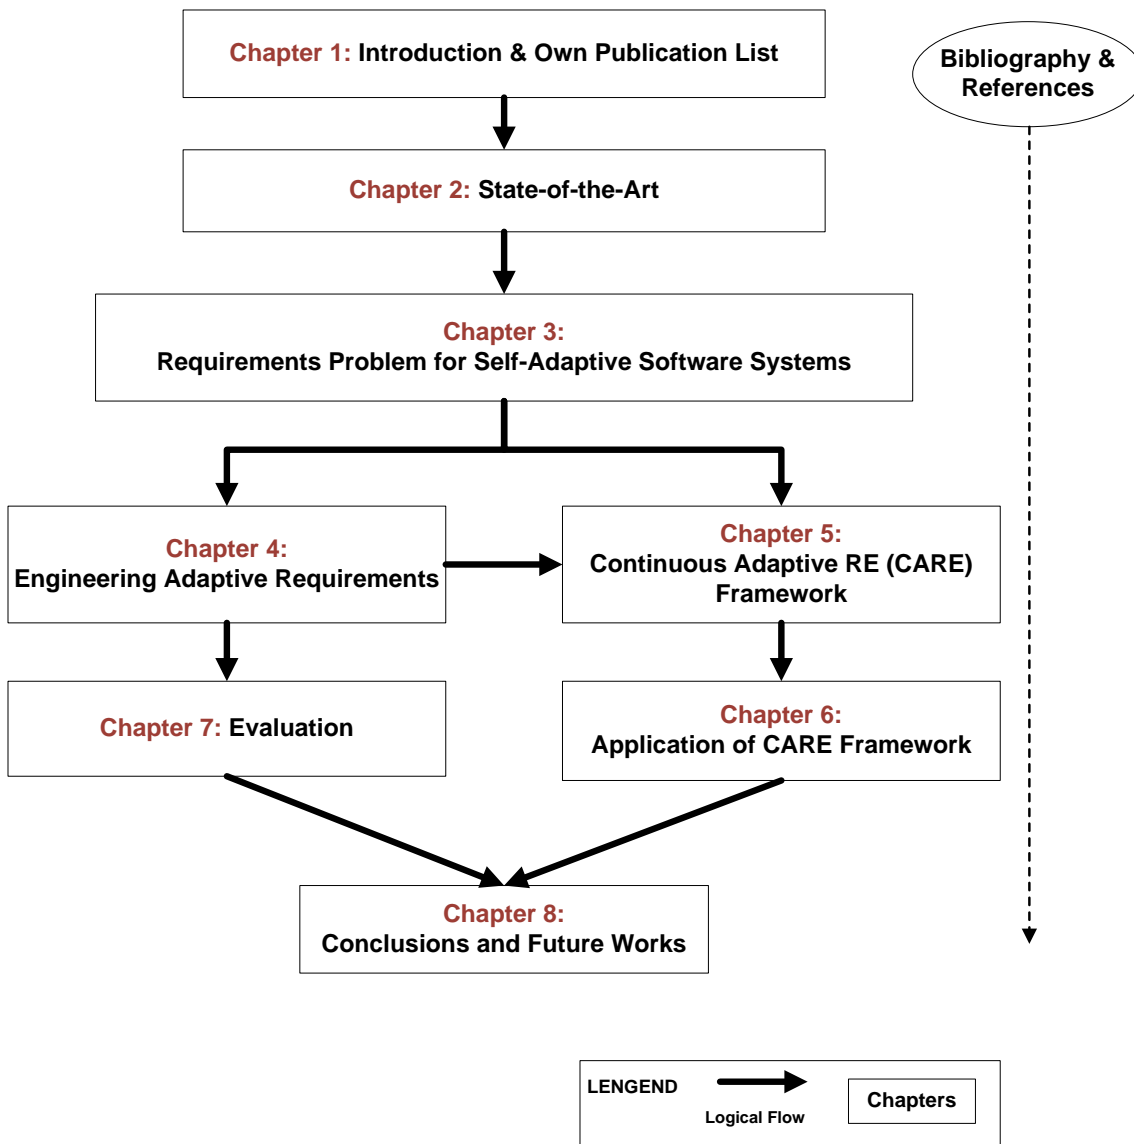 Chapter 1: Introduction & Own Publication List
Bibliography &
References
Chapter 2: State-of-the-Art
Chapter 3:
Requirements Problem for Self-Adaptive Software Systems
Chapter 4:
Engineering Adaptive Requirements
Chapter 5:
Continuous Adaptive RE (CARE)
Framework
Chapter 7: Evaluation
Chapter 6:
Application of CARE Framework
Chapter 8:
Conclusions and Future Works
LENGEND
Logical Flow
Chapters